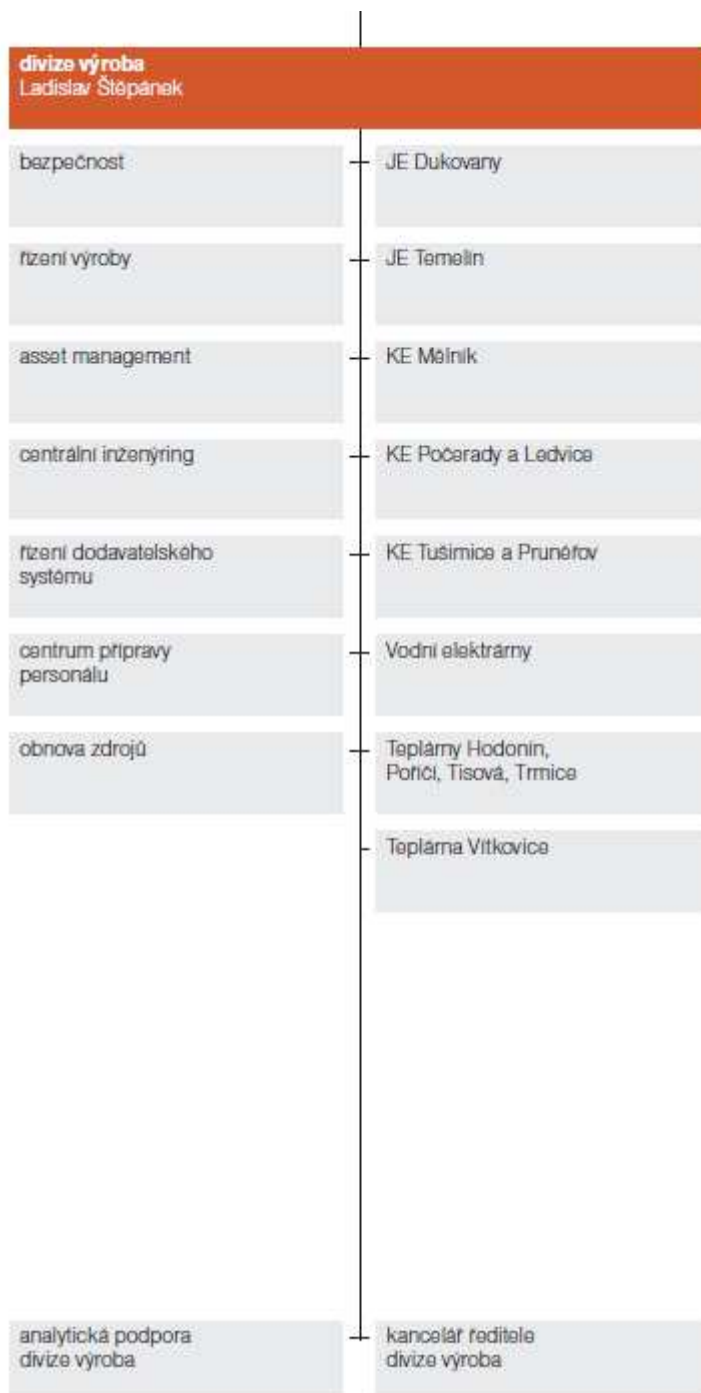 divize výroba
Ladislav Štěpánek
bezpečnost
JE Dukovany
řízení výroby
JE Temelín
asset management
KE Mělník
centrální inženýring
KE Počerady a Ledvice
řízení dodavatelského
systému
KE Tušimice a Prunéřov
centrum přípravy
personálu
Vodní elektrárny
obnova zdrojů
Teplárny Hodonín,
Poříčí, Tisová, Trmice
Teplárna Vítkovice
analytická podpora
divize výroba
kancelář ředitele
divize výroba